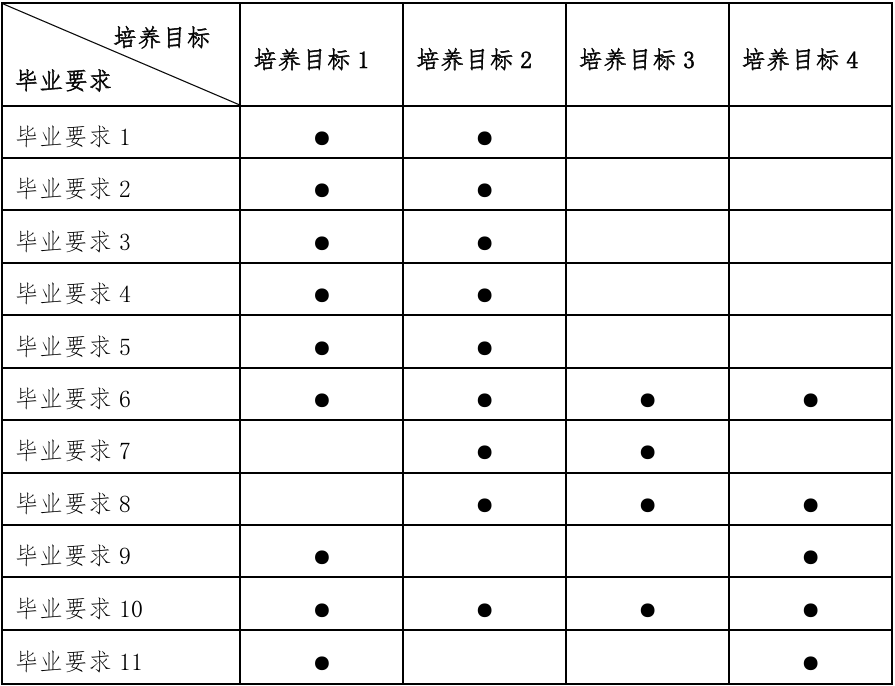 培养目标
毕业要求
培养目标 1 培养目标 2 培养目标 3 培养目标 4
毕业要求 1 ● ●
毕业要求 2 ● ●
毕业要求 3 ● ●
毕业要求 4 ● ●
毕业要求 5 ● ●
毕业要求 6 ● ● ● ●
毕业要求 7 ● ●
毕业要求 8 ● ● ●
毕业要求 9 ● ●
毕业要求 10 ● ● ● ●
毕业要求 11 ● ●